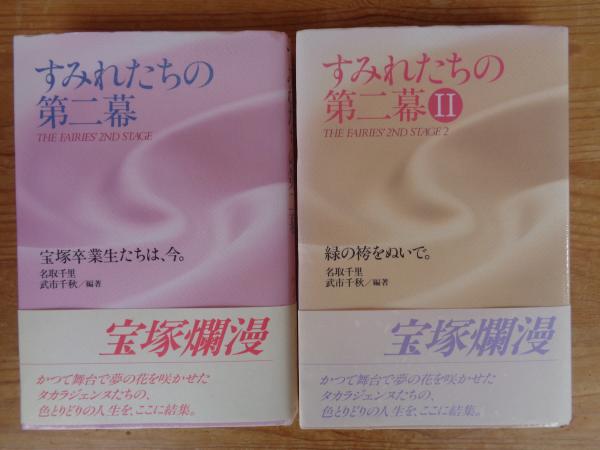 すみれたちの
第二幕
THE FAIRIES' 2ND STAGE
宝塚卒業生たちは、今。
名取千里
武市千秋／編著
宝塚爛漫
かつて舞台で夢の花を咲かせた
タカラジェンヌたちの、
色とりどりの人生を、ここに結集。
すみれたちの
第二幕 II
THE FAIRIES' 2ND STAGE 2
緑の袴をぬいで。
名取千里
武市千秋／編著
宝塚爛漫
かつて舞台で夢の花を咲かせた
タカラジェンヌたちの、
色とりどりの人生を、ここに結集。